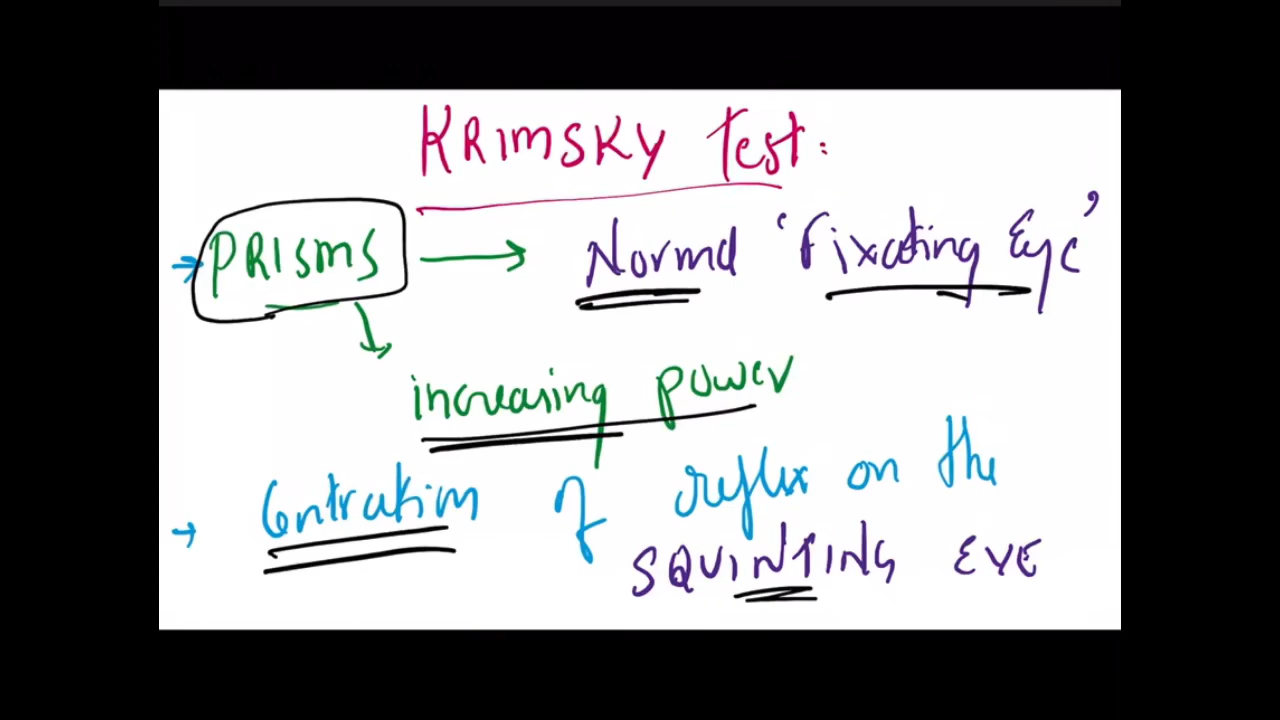 KRIMSKY Test:
→ PRISMS → Normal 'Fixating Eye'
increasing power
→ Centration of reflex on the
SQUINTING EYE